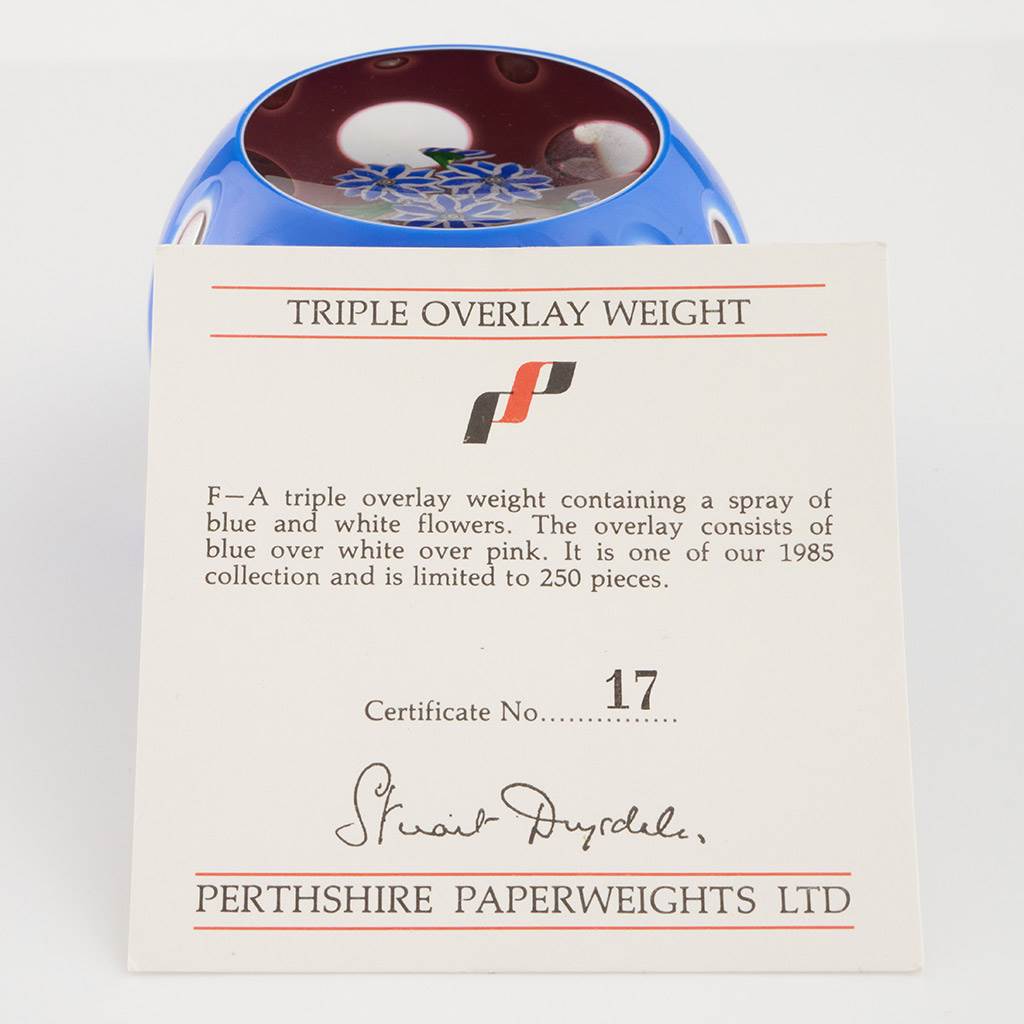 TRIPLE OVERLAY WEIGHT
F—A triple overlay weight containing a spray of
blue and white flowers. The overlay consists of
blue over white over pink. It is one of our 1985
collection and is limited to 250 pieces.
Certificate No............... 17
Stuart Drysdale.
PERTHSHIRE PAPERWEIGHTS LTD